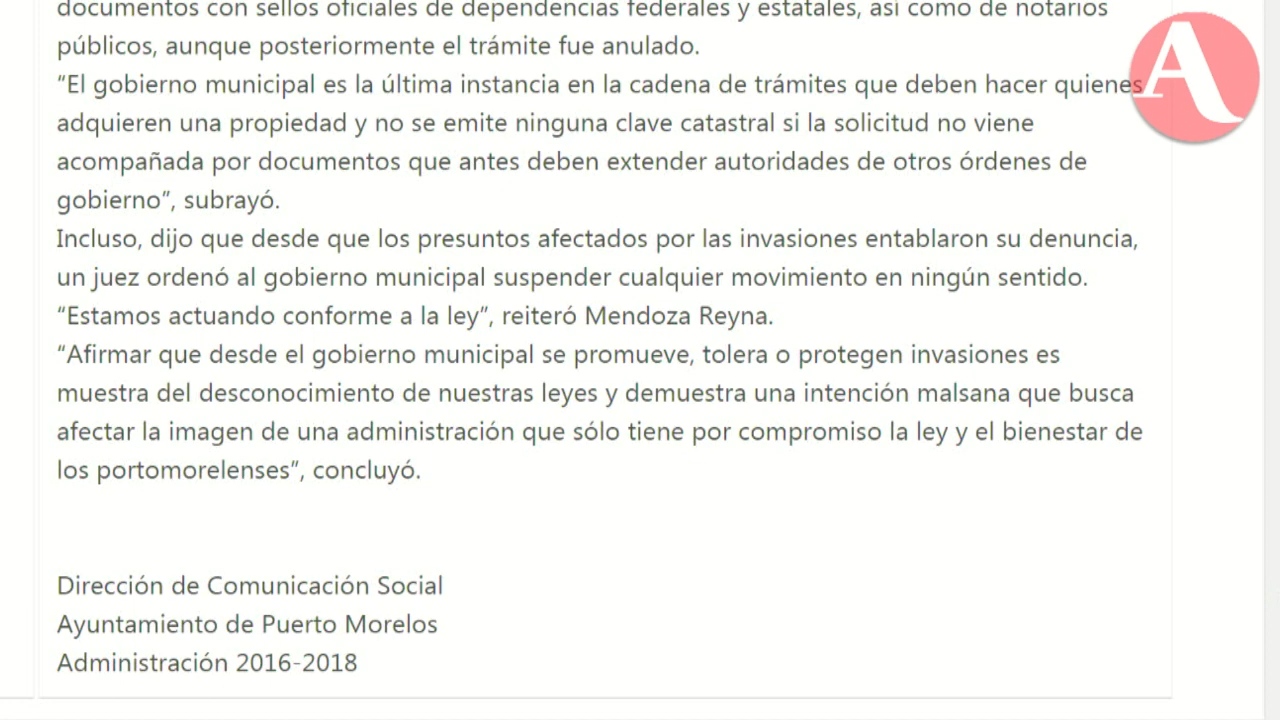 documentos con sellos oficiales de dependencias federales y estatales, así como de notarios
públicos, aunque posteriormente el trámite fue anulado.
“El gobierno municipal es la última instancia en la cadena de trámites que deben hacer quienes
adquieren una propiedad y no se emite ninguna clave catastral si la solicitud no viene
acompañada por documentos que antes deben extender autoridades de otros órdenes de
gobierno”, subrayó.
Incluso, dijo que desde que los presuntos afectados por las invasiones entablaron su denuncia,
un juez ordenó al gobierno municipal suspender cualquier movimiento en ningún sentido.
“Estamos actuando conforme a la ley”, reiteró Mendoza Reyna.
“Afirmar que desde el gobierno municipal se promueve, tolera o protegen invasiones es
muestra del desconocimiento de nuestras leyes y demuestra una intención malsana que busca
afectar la imagen de una administración que sólo tiene por compromiso la ley y el bienestar de
los portomorelenses”, concluyó.
Dirección de Comunicación Social
Ayuntamiento de Puerto Morelos
Administración 2016-2018
A